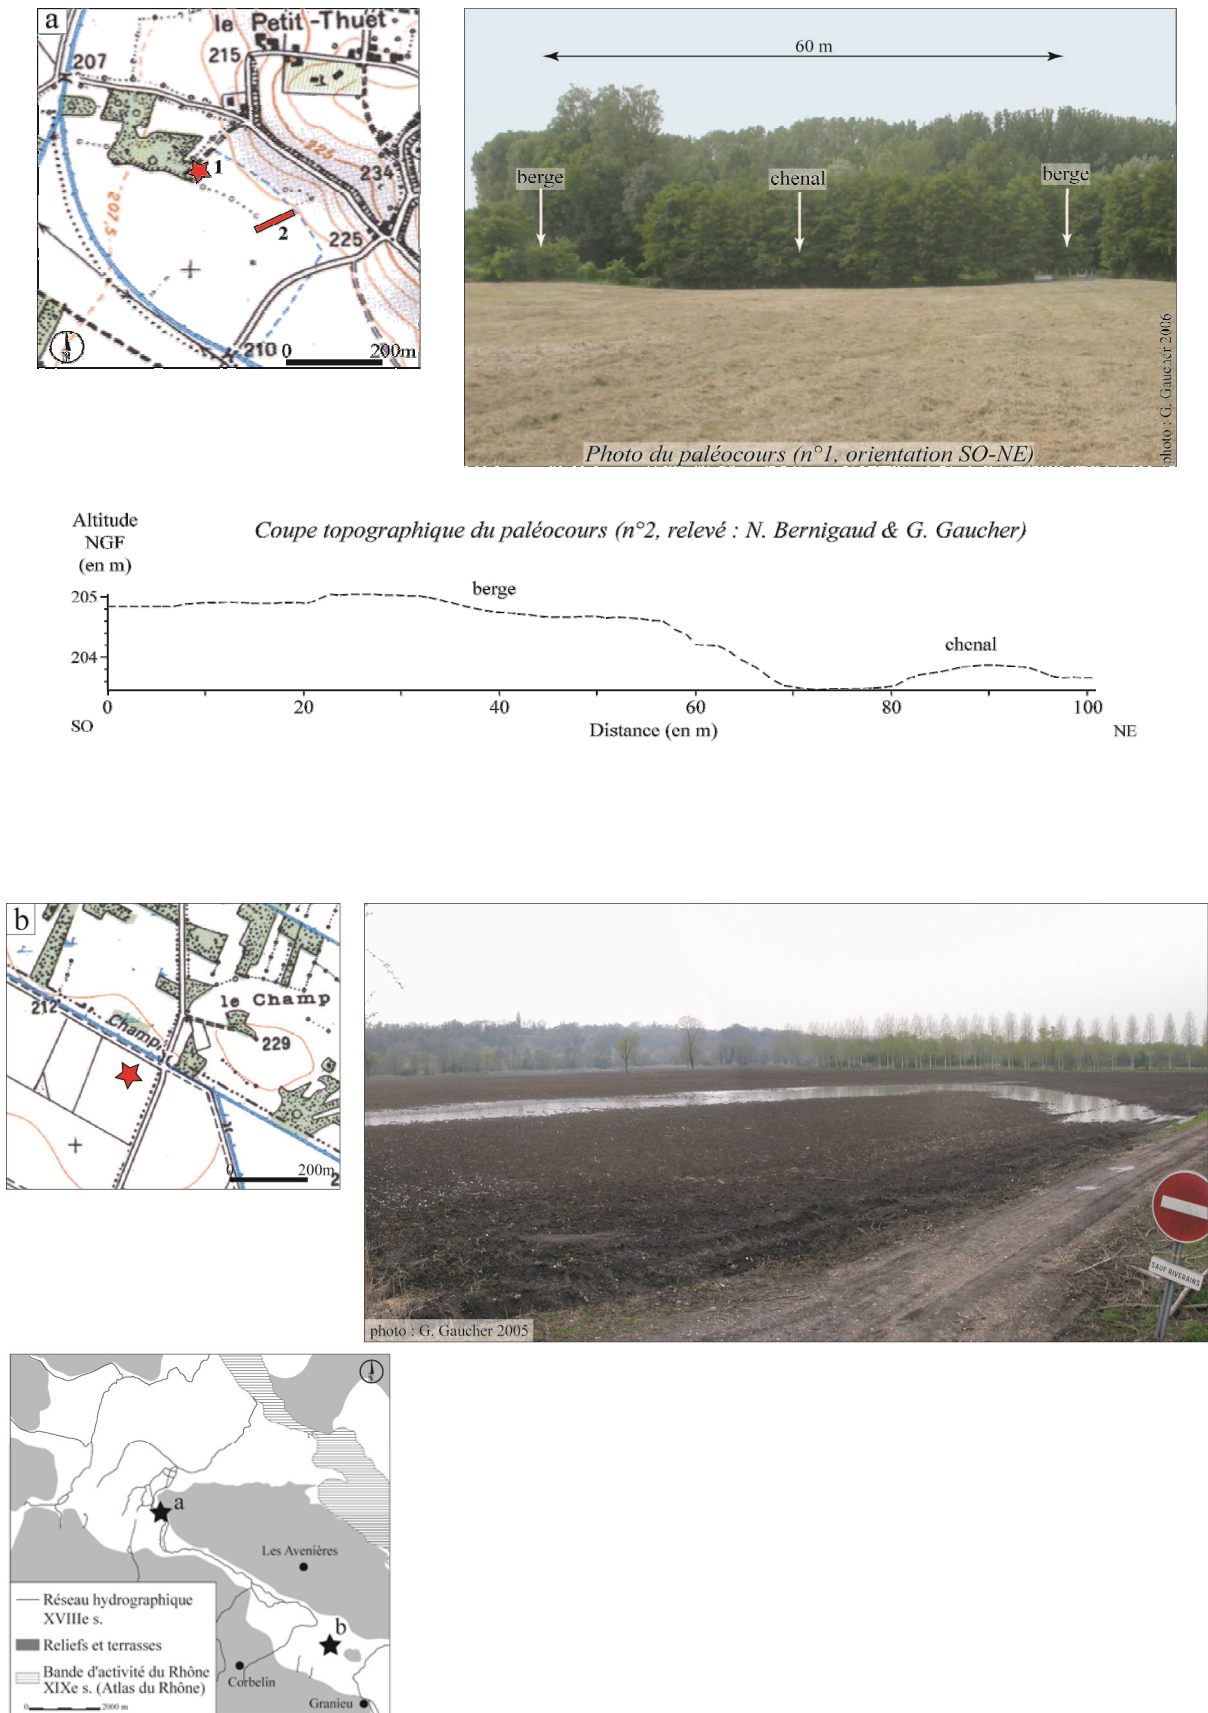 a
le Petit-Thuet
215
207
1
225
234
207,5
2
225
N
210
0 200m
60 m
berge
chenal
berge
photo : G. Gaucher 2006
Photo du paléocours (n°1, orientation SO-NE)
Altitude
NGF
(en m)
Coupe topographique du paléocours (n°2, relevé : N. Bernigaud & G. Gaucher)
205
berge
204
chenal
0 20 40 60 80 100
SO
Distance (en m)
NE
b
212
Champ
le Champ
229
0 200m
2
SAUF RIVERAINS
photo : G. Gaucher 2005
a
Les Avenières
b
Corbelin
Granieu
Réseau hydrographique
XVIIIe s.
Reliefs et terrasses
Bande d'activité du Rhône
XIXe s. (Atlas du Rhône)
0 2000 m